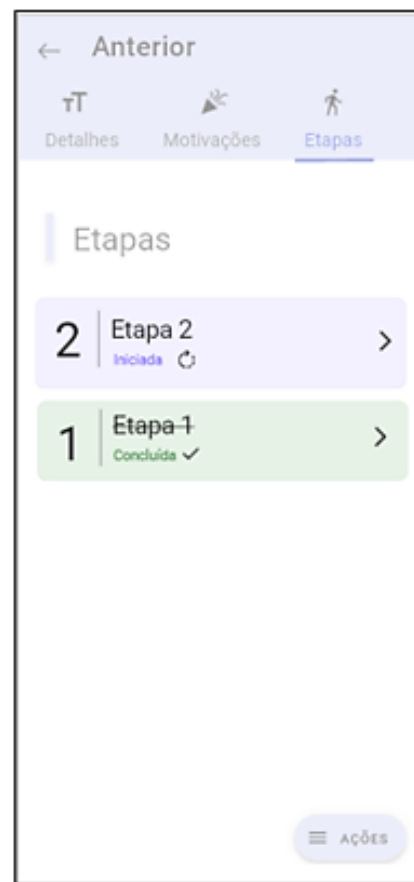 Anterior
Detalhes Motivações Etapas
Etapas
2 Etapa 2
Iniciada
1 Etapa 1
Concluída
AÇÕES